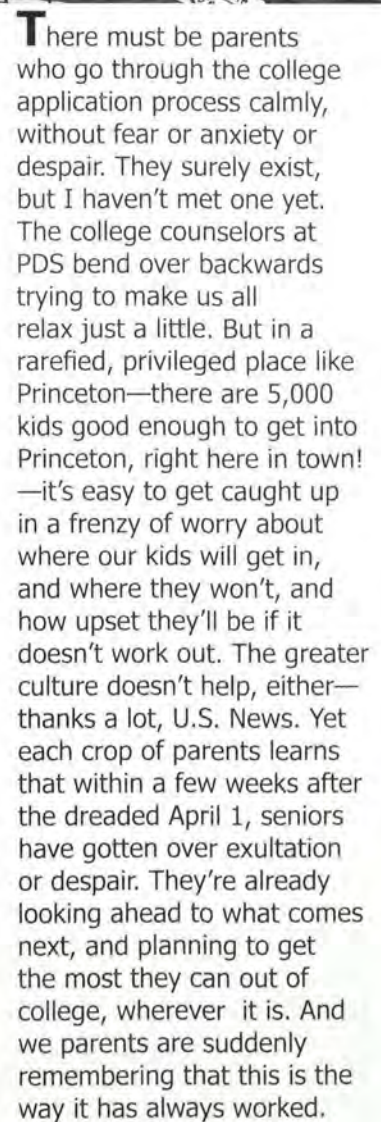 There must be parents
who go through the college
application process calmly,
without fear or anxiety or
despair. They surely exist,
but I haven't met one yet.
The college counselors at
PDS bend over backwards
trying to make us all
relax just a little. But in a
rarefied, privileged place like
Princeton—there are 5,000
kids good enough to get into
Princeton, right here in town!
—it's easy to get caught up
in a frenzy of worry about
where our kids will get in,
and where they won't, and
how upset they'll be if it
doesn't work out. The greater
culture doesn't help, either—
thanks a lot, U.S. News. Yet
each crop of parents learns
that within a few weeks after
the dreaded April 1, seniors
have gotten over exultation
or despair. They're already
looking ahead to what comes
next, and planning to get
the most they can out of
college, wherever it is. And
we parents are suddenly
remembering that this is the
way it has always worked.